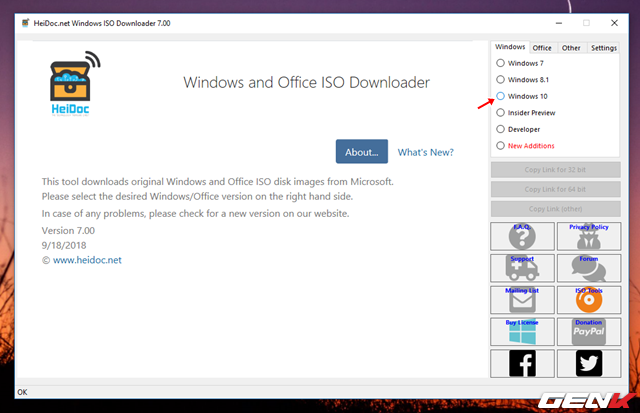 HeiDoc.net Windows ISO Downloader 7.00
Windows Office Other Settings
Windows 7
Windows 8.1
Windows 10
Insider Preview
Developer
New Additions
HeiDoc
Windows and Office ISO Downloader
About... What's New?
This tool downloads original Windows and Office ISO disk images from Microsoft.
Please select the desired Windows/Office version on the right hand side.
In case of any problems, please check for a new version on our website.
Version 7.00
9/18/2018
© www.heidoc.net
Copy Link for 32 bit
Copy Link for 64 bit
Copy Link (other)
F.A.Q. Privacy Policy
Support Forum
Mailing List ISO Tools
Buy License Donation
PayPal
OK
GENK